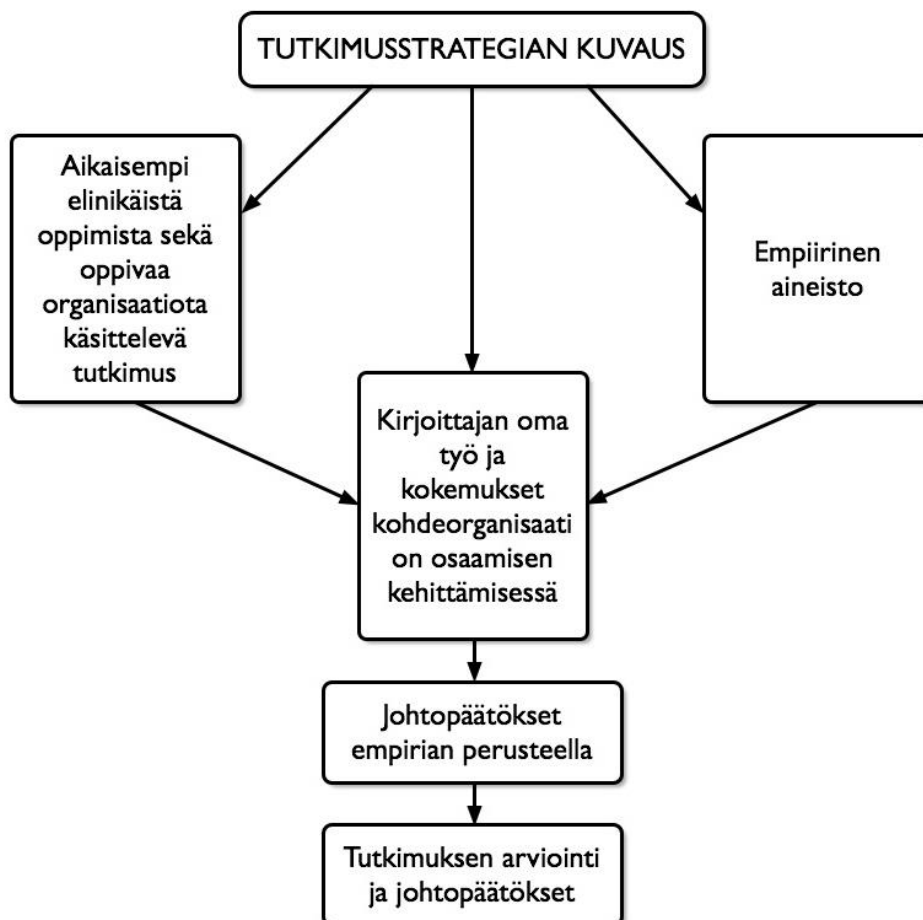 TUTKIMUSSTRATEGIAN KUVAUS
Aikaisempi
elinikäistä
oppimista sekä
oppivaa
organisaatiota
käsittelevä
tutkimus
Empiirinen
aineisto
Kirjoittajan oma
työ ja
kokemukset
kohdeorganisaati
on osaamisen
kehittämisessä
Johtopäätökset
empirian perusteella
Tutkimuksen arviointi
ja johtopäätökset